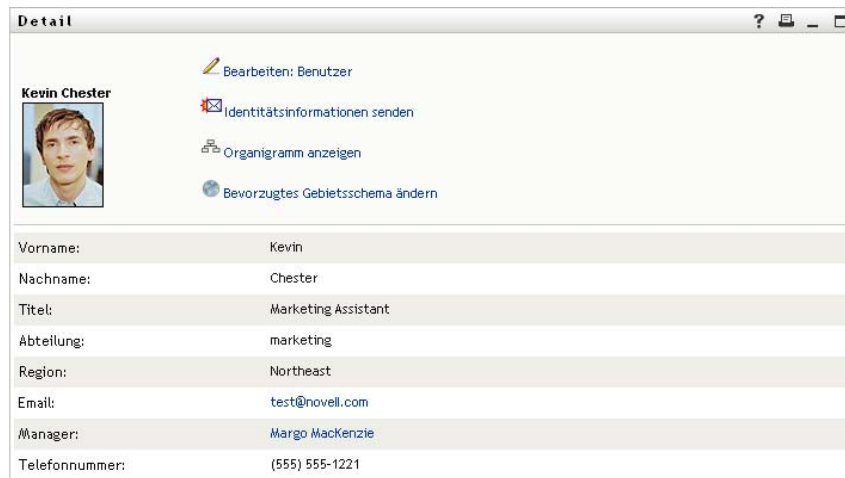 Detail ?
Bearbeiten: Benutzer
Kevin Chester
Identitätsinformationen senden
Organigramm anzeigen
Bevorzugtes Gebietsschema ändern
Vorname: Kevin
Nachname: Chester
Titel: Marketing Assistant
Abteilung: marketing
Region: Northeast
Email: test@novell.com
Manager: Margo MacKenzie
Telefonnummer: (555) 555-1221